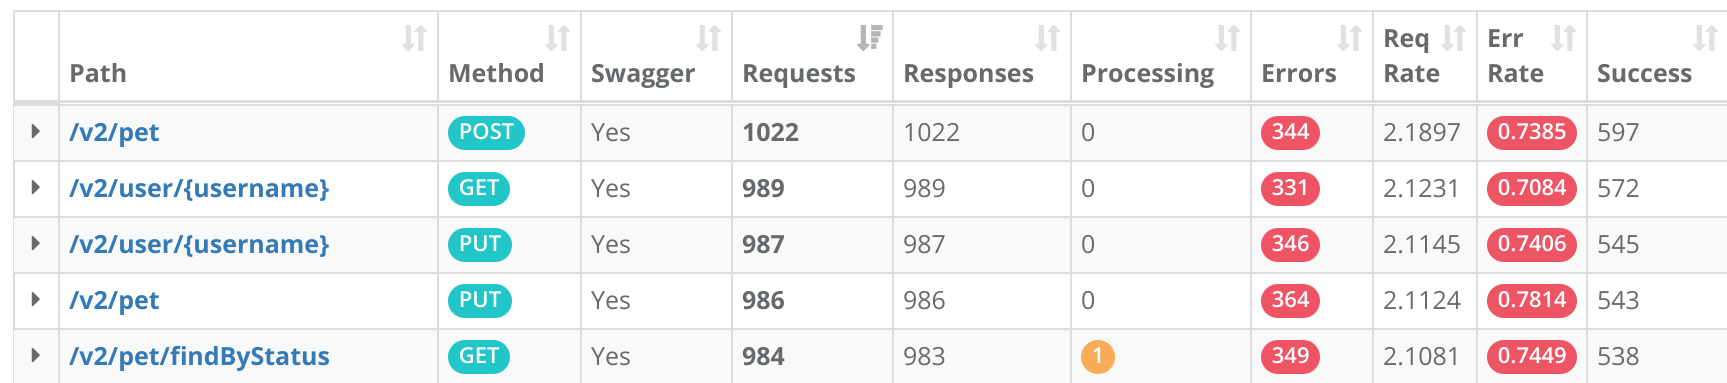 Path Method Swagger Requests Responses Processing Errors Req Rate Err Rate Success
/v2/pet POST Yes 1022 1022 0 344 2.1897 0.7385 597
/v2/user/{username} GET Yes 989 989 0 331 2.1231 0.7084 572
/v2/user/{username} PUT Yes 987 987 0 346 2.1145 0.7406 545
/v2/pet PUT Yes 986 986 0 364 2.1124 0.7814 543
/v2/pet/findByStatus GET Yes 984 983 1 349 2.1081 0.7449 538